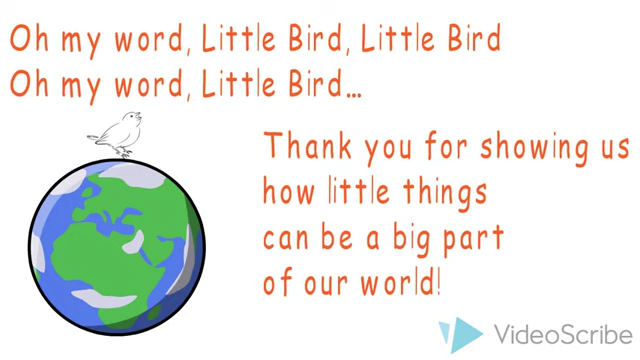 Oh my word, Little Bird, Little Bird
Oh my word, Little Bird...
Thank you for showing us
how little things
can be a big part
of our world!
VideoScribe